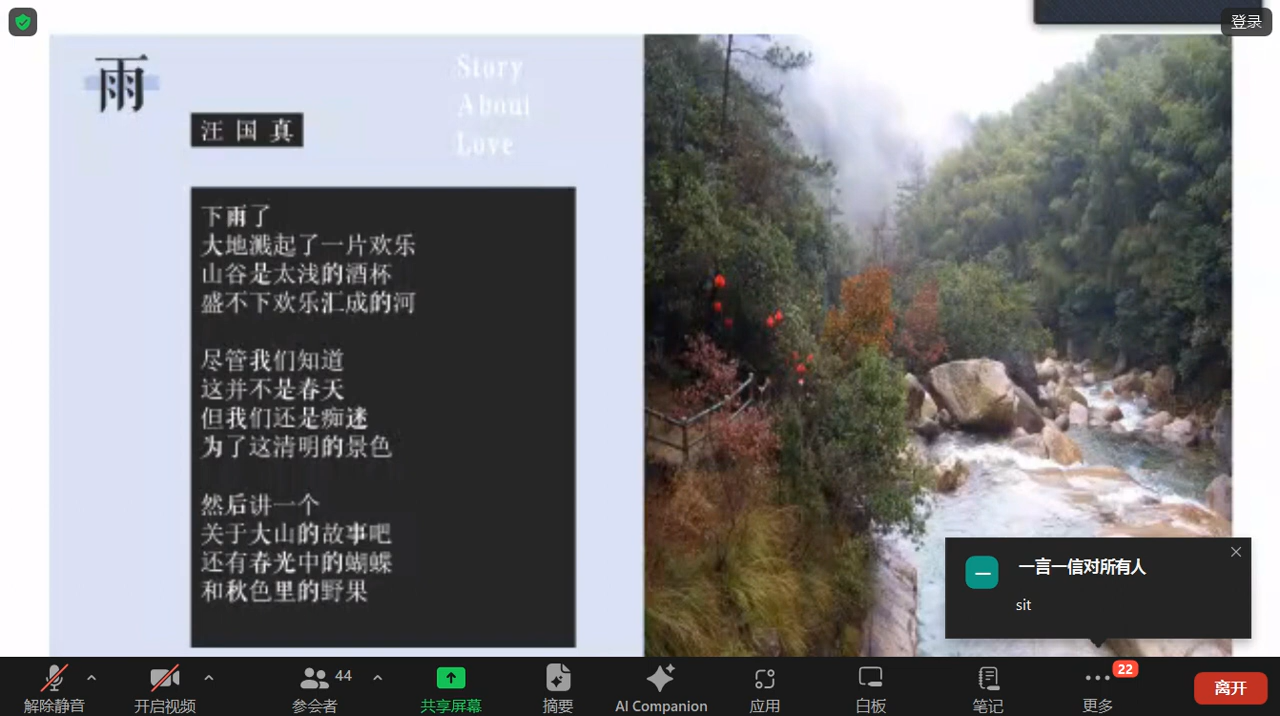 登录
雨
Story
About
Love
汪国真
下雨了
大地溅起了一片欢乐
山谷是太浅的酒杯
盛不下欢乐汇成的河
尽管我们知道
这并不是春天
但我们还是痴迷
为了这清明的景色
然后讲一个
关于大山的故事吧
还有春光中的蝴蝶
和秋色里的野果
一言一信对所有人
sit
44
22
解除静音
开启视频
参会者
共享屏幕
摘要
AI Companion
应用
白板
笔记
更多
离开